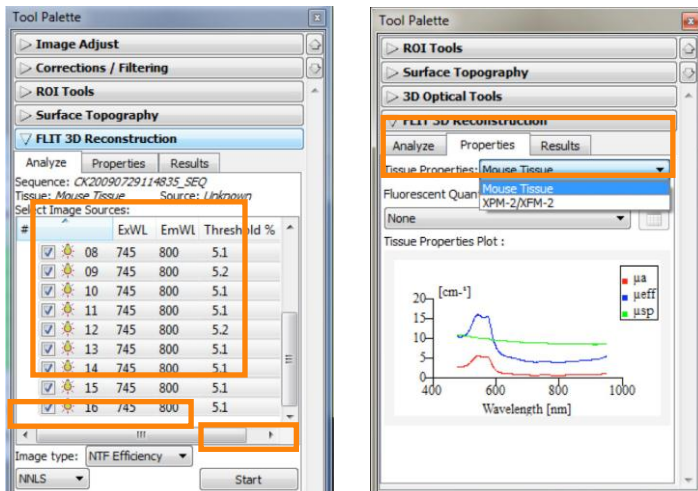 Tool Palette
Image Adjust
Corrections / Filtering
ROI Tools
Surface Topography
FLIT 3D Reconstruction
Analyze Properties Results
Sequence: CK20090729114835_SEQ
Tissue: Mouse Tissue Source: Unknown
Select Image Sources:
# ExWL EmWL Threshold %
08 745 800 5.1
09 745 800 5.2
10 745 800 5.1
11 745 800 5.1
12 745 800 5.2
13 745 800 5.1
14 745 800 5.1
15 745 800 5.1
16 745 800 5.1
Image type: NTF Efficiency
NNLS Start
Tool Palette
ROI Tools
Surface Topography
3D Optical Tools
FLIT 3D Reconstruction
Analyze Properties Results
Tissue Properties: Mouse Tissue
Mouse Tissue
Fluorescent Quan
XPM-2/XFM-2
None
Tissue Properties Plot :
[cm-¹]
µa
µeff
µsp
20
15
10
5
0
400 600 800 1000
Wavelength [nm]